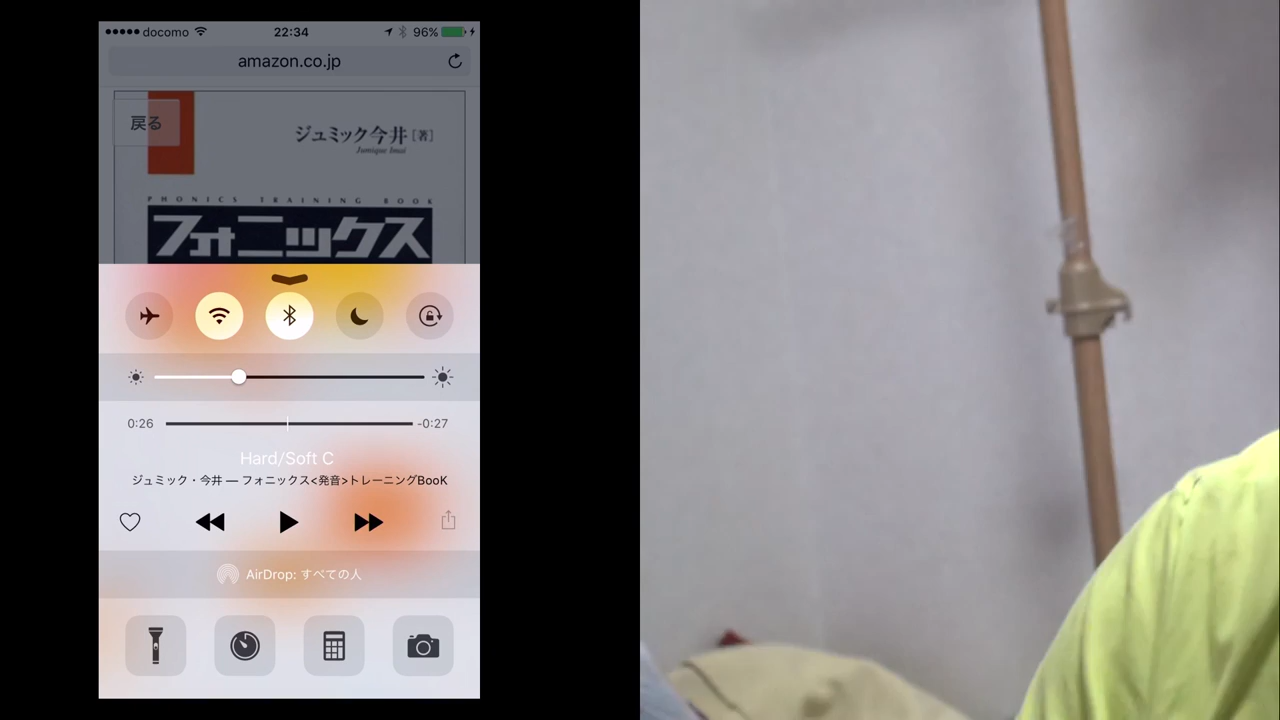 docomo 22:34 96%
amazon.co.jp
戻る
ジュミック今井[著]
Jumique Imai
PHONICS TRAINING BOOK
フォニックス
0:26 -0:27
Hard/Soft C
ジュミック・今井 — フォニックス<発音>トレーニングBooK
AirDrop: すべての人